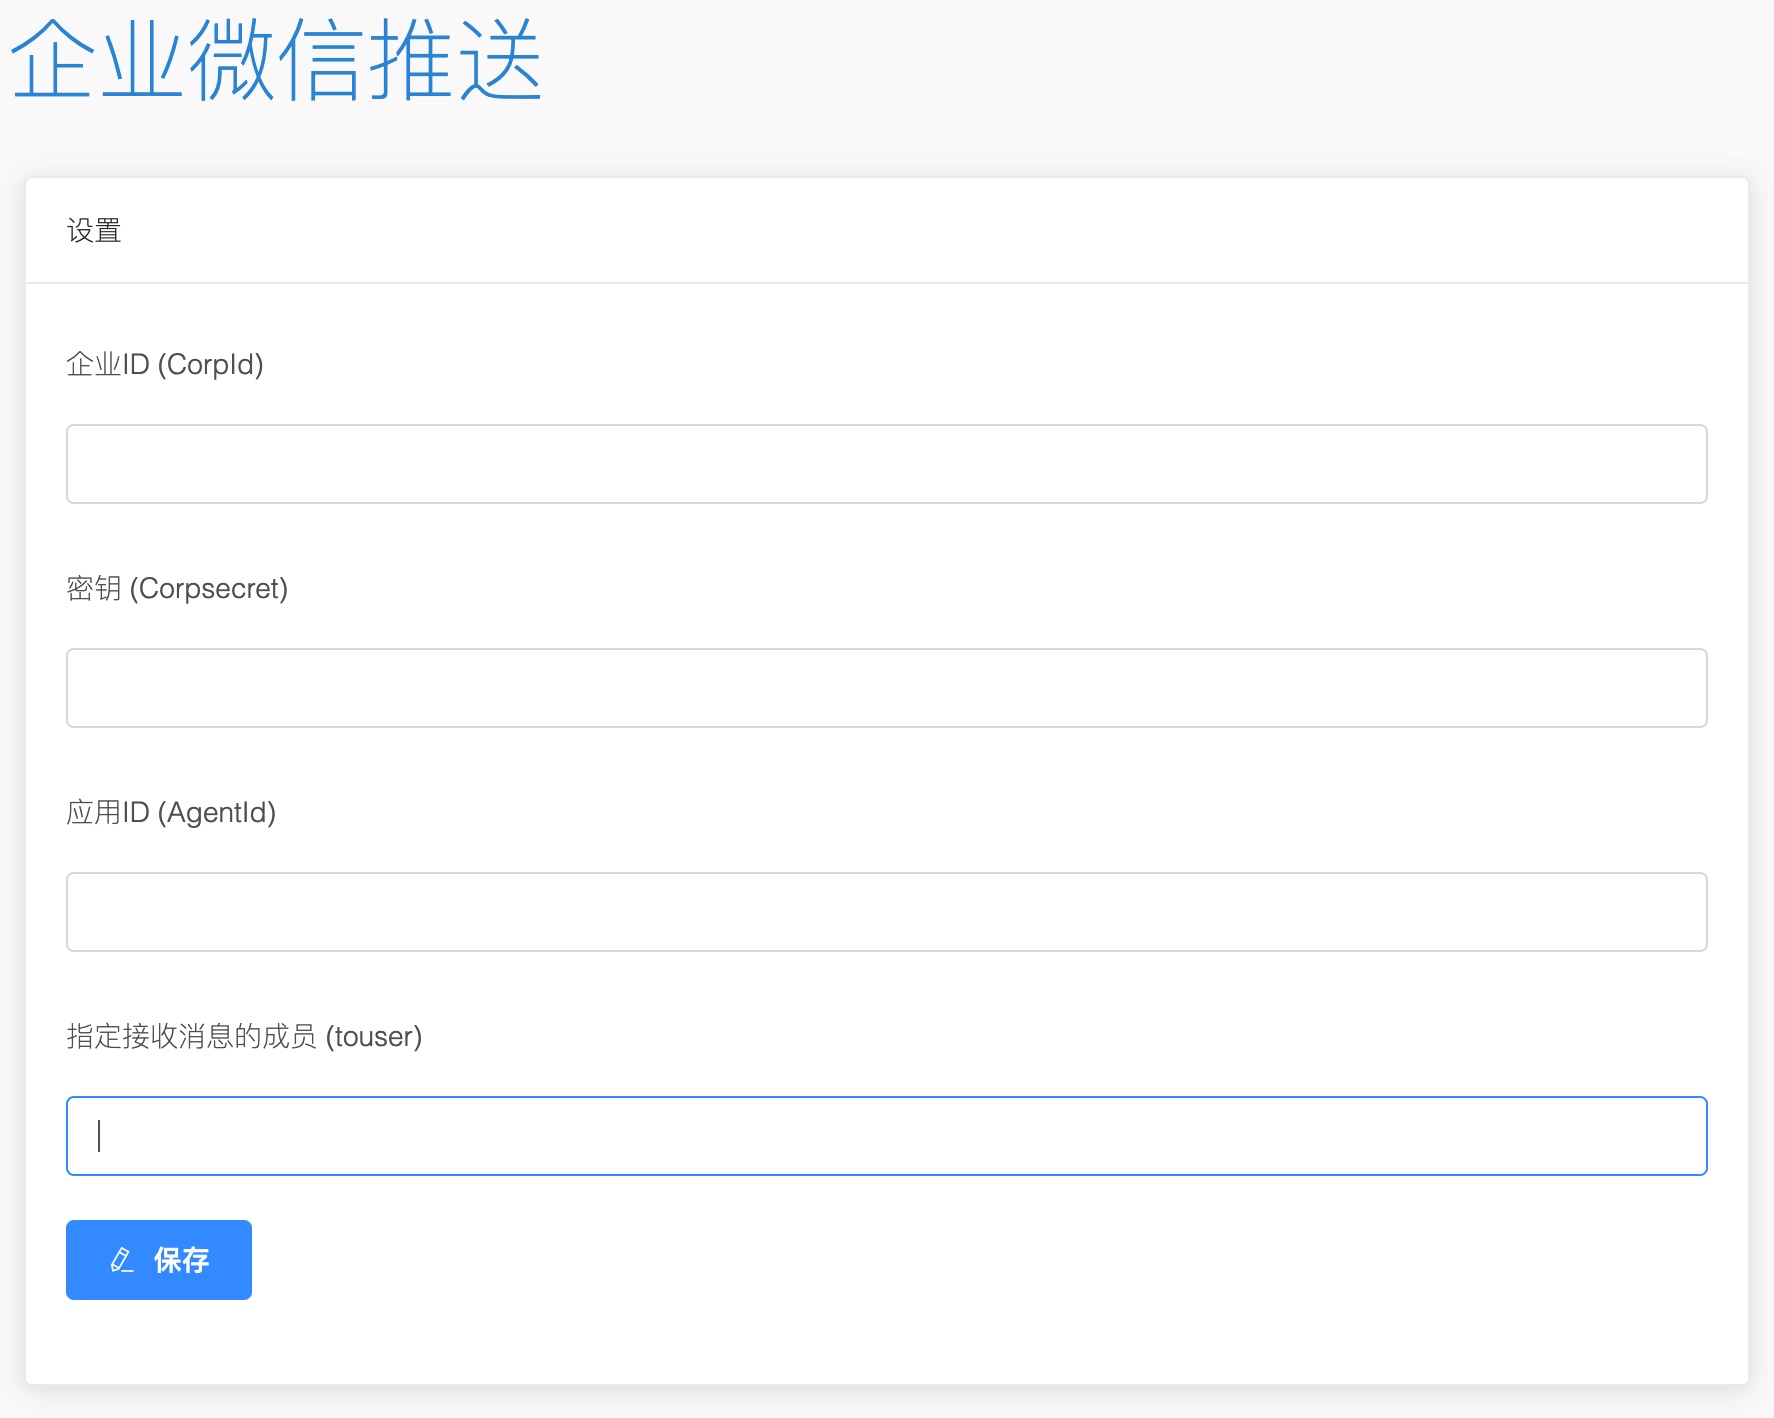 企业微信推送
设置
企业ID (CorpId)
密钥 (Corpsecret)
应用ID (AgentId)
指定接收消息的成员 (touser)
保存